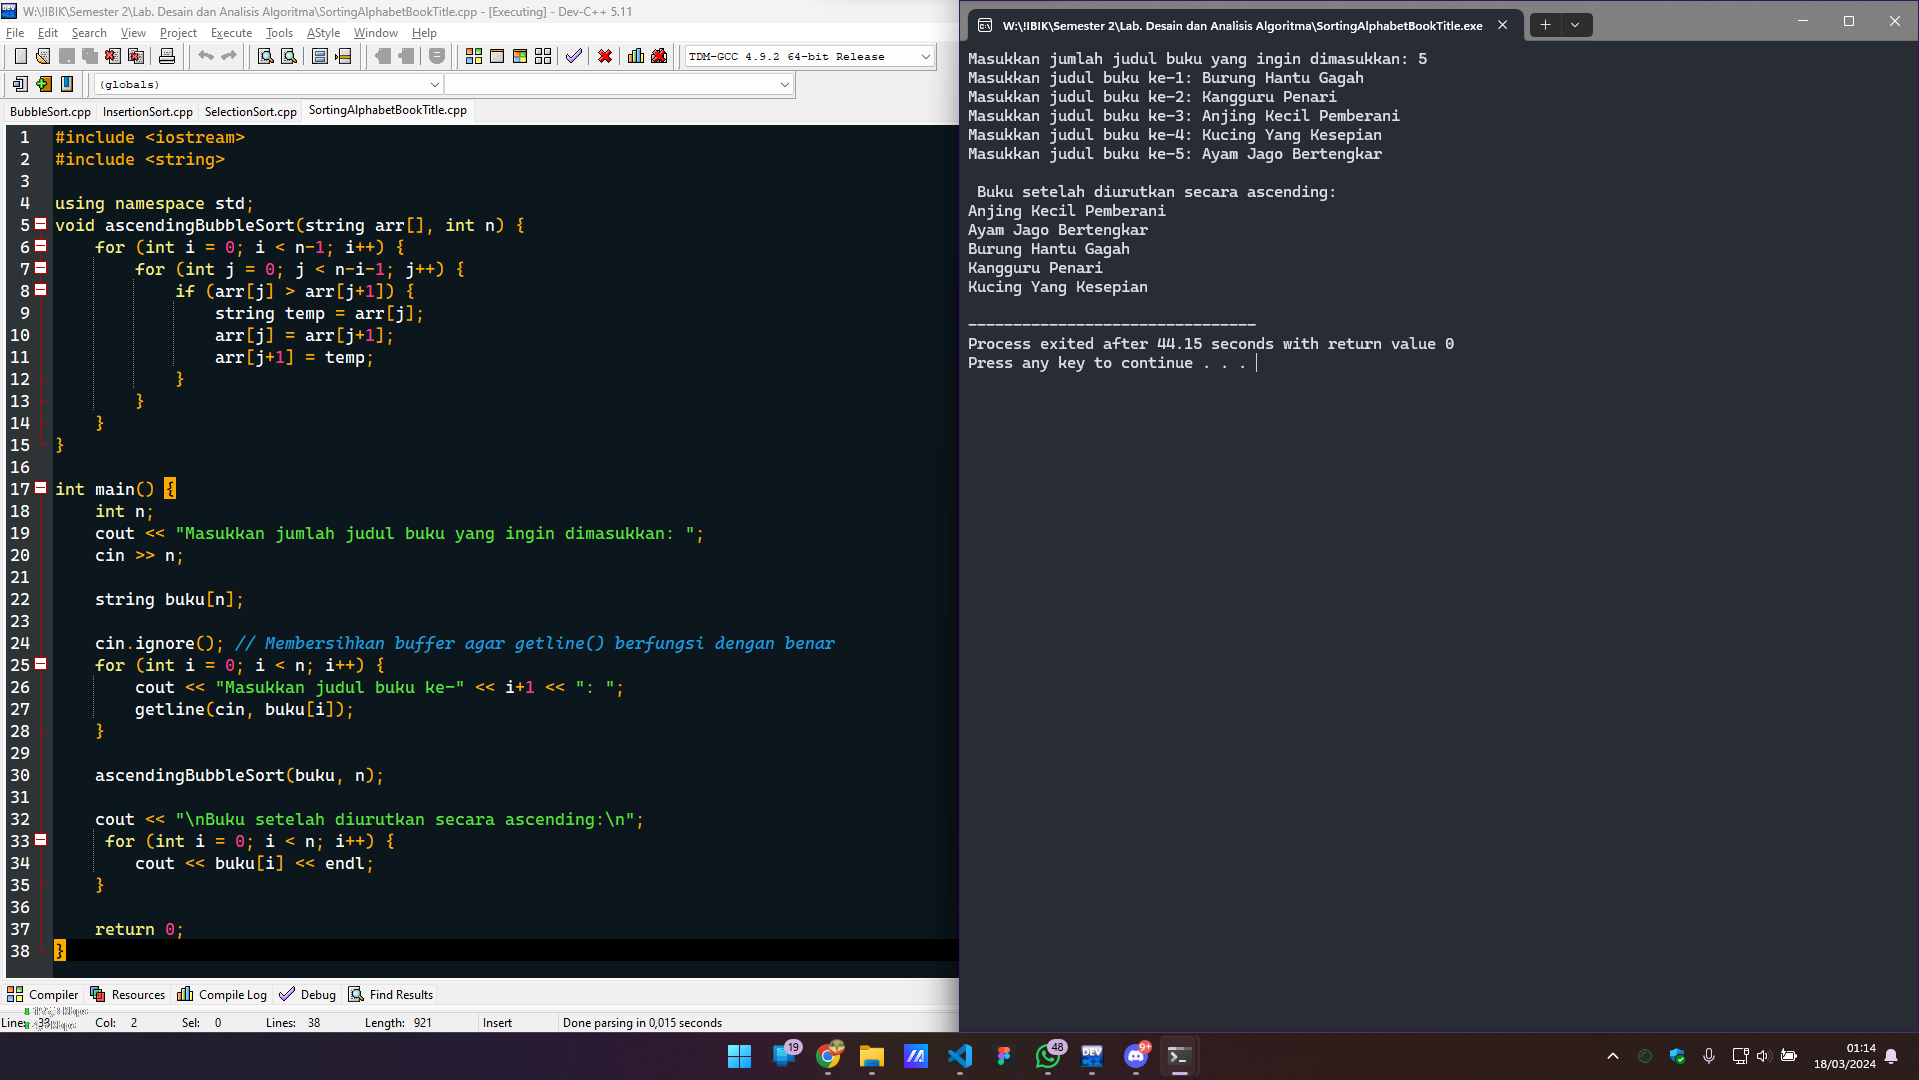 W:\!IBIK\Semester 2\Lab. Desain dan Analisis Algoritma\SortingAlphabetBookTitle.cpp - [Executing] - Dev-C++ 5.11
File Edit Search View Project Execute Tools AStyle Window Help
TDM-GCC 4.9.2 64-bit Release
(globals)
BubbleSort.cpp InsertionSort.cpp SelectionSort.cpp SortingAlphabetBookTitle.cpp
1 #include <iostream>
2 #include <string>
3
4 using namespace std;
5 void ascendingBubbleSort(string arr[], int n) {
6 for (int i = 0; i < n-1; i++) {
7 for (int j = 0; j < n-i-1; j++) {
8 if (arr[j] > arr[j+1]) {
9 string temp = arr[j];
10 arr[j] = arr[j+1];
11 arr[j+1] = temp;
12 }
13 }
14 }
15 }
16
17 int main() {
18 int n;
19 cout << "Masukkan jumlah judul buku yang ingin dimasukkan: ";
20 cin >> n;
21
22 string buku[n];
23
24 cin.ignore(); // Membersihkan buffer agar getline() berfungsi dengan benar
25 for (int i = 0; i < n; i++) {
26 cout << "Masukkan judul buku ke-" << i+1 << ": ";
27 getline(cin, buku[i]);
28 }
29
30 ascendingBubbleSort(buku, n);
31
32 cout << "\nBuku setelah diurutkan secara ascending:\n";
33 for (int i = 0; i < n; i++) {
34 cout << buku[i] << endl;
35 }
36
37 return 0;
38 }
Compiler Resources Compile Log Debug Find Results
Line: Col: 2 Sel: 0 Lines: 38 Length: 921 Insert Done parsing in 0,015 seconds
W:\!IBIK\Semester 2\Lab. Desain dan Analisis Algoritma\SortingAlphabetBookTitle.exe
Masukkan jumlah judul buku yang ingin dimasukkan: 5
Masukkan judul buku ke-1: Burung Hantu Gagah
Masukkan judul buku ke-2: Kangguru Penari
Masukkan judul buku ke-3: Anjing Kecil Pemberani
Masukkan judul buku ke-4: Kucing Yang Kesepian
Masukkan judul buku ke-5: Ayam Jago Bertengkar
Buku setelah diurutkan secara ascending:
Anjing Kecil Pemberani
Ayam Jago Bertengkar
Burung Hantu Gagah
Kangguru Penari
Kucing Yang Kesepian
--------------------------------
Process exited after 44.15 seconds with return value 0
Press any key to continue . . .
19 48 DEV 9+
01:14
18/03/2024